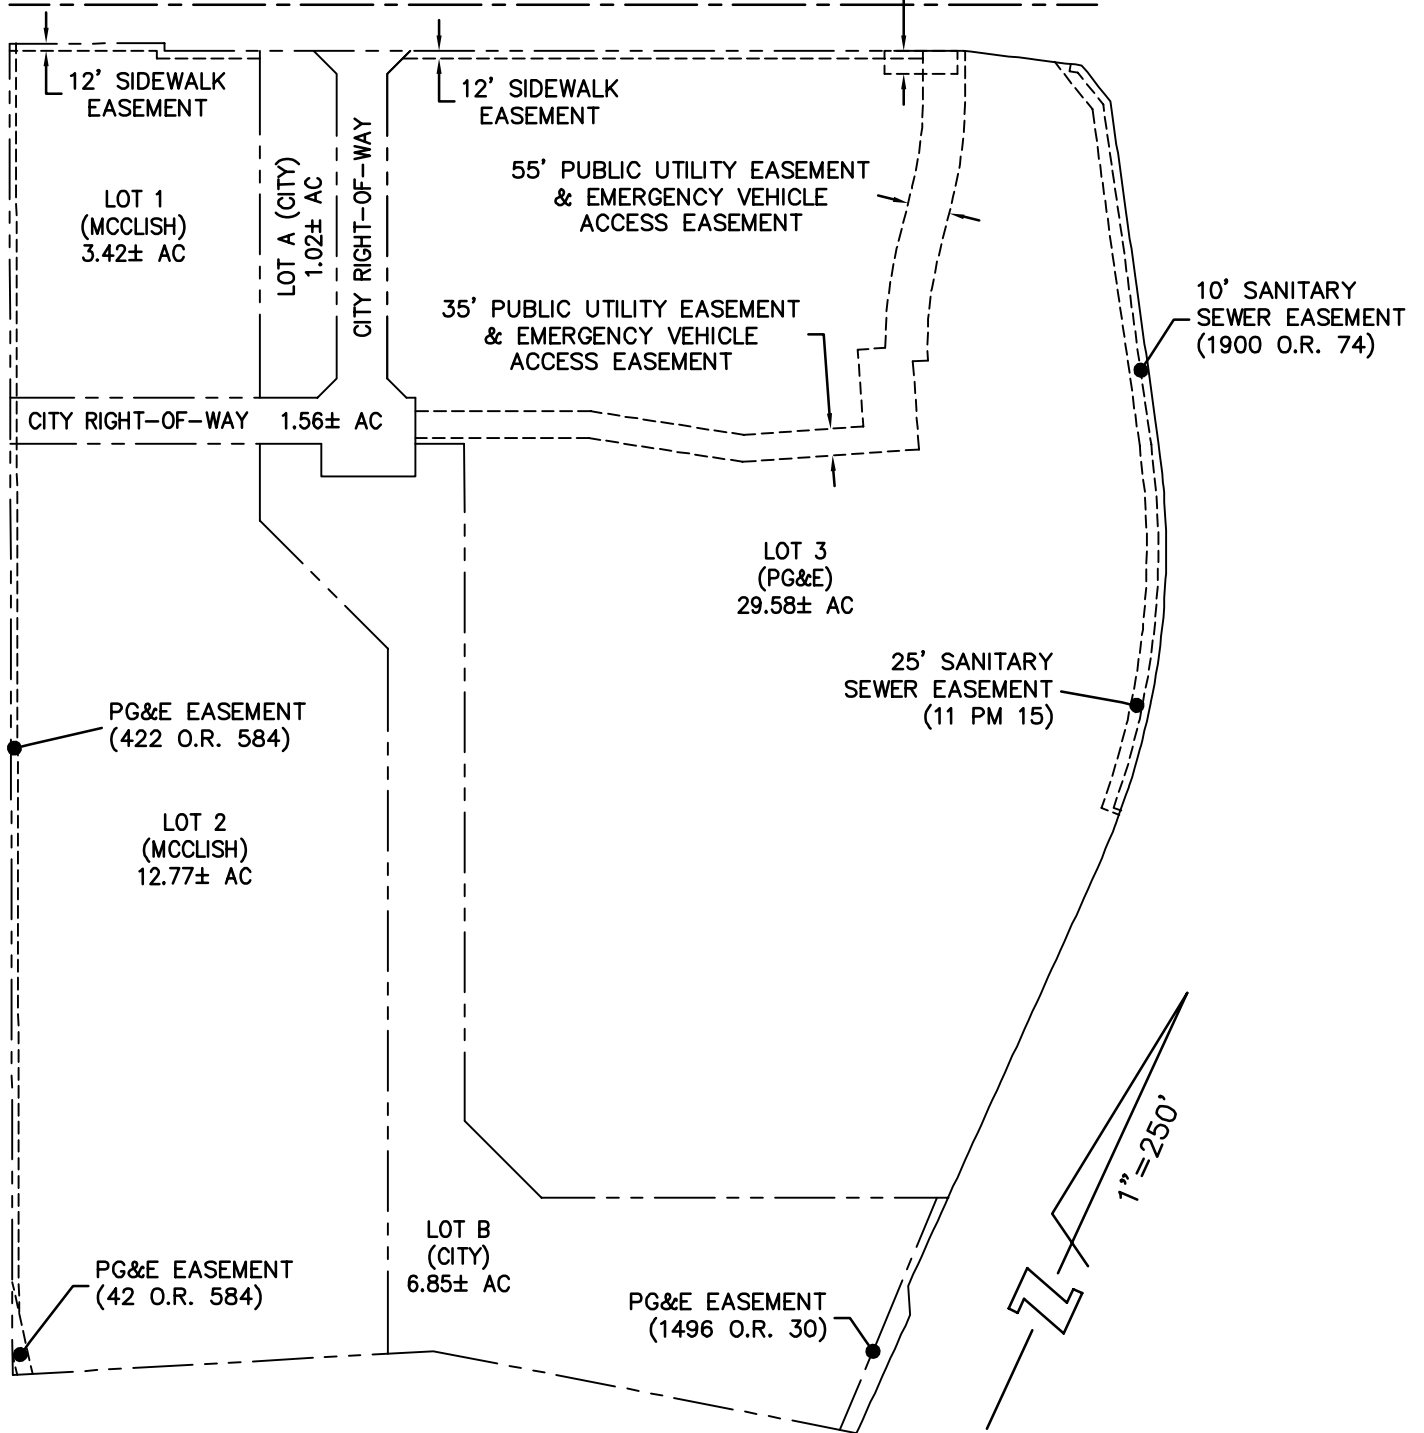 12' SIDEWALK
EASEMENT
12' SIDEWALK
EASEMENT
LOT 1
(MCCLISH)
3.42± AC
LOT A (CITY)
1.02± AC
CITY RIGHT-OF-WAY
55' PUBLIC UTILITY EASEMENT
& EMERGENCY VEHICLE
ACCESS EASEMENT
35' PUBLIC UTILITY EASEMENT
& EMERGENCY VEHICLE
ACCESS EASEMENT
10' SANITARY
SEWER EASEMENT
(1900 O.R. 74)
CITY RIGHT-OF-WAY 1.56± AC
LOT 3
(PG&E)
29.58± AC
25' SANITARY
SEWER EASEMENT
(11 PM 15)
PG&E EASEMENT
(422 O.R. 584)
LOT 2
(MCCLISH)
12.77± AC
1"=250'
N
LOT B
(CITY)
6.85± AC
PG&E EASEMENT
(42 O.R. 584)
PG&E EASEMENT
(1496 O.R. 30)